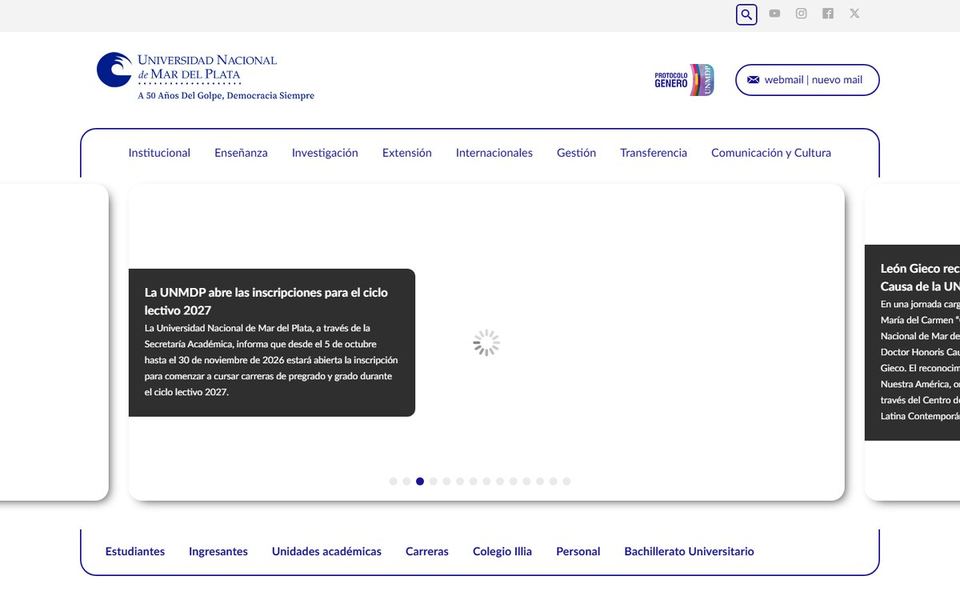 UNIVERSIDAD NACIONAL
de MAR DEL PLATA
A 50 Años Del Golpe, Democracia Siempre
PROTOCOLO
GENERO
UNMDP
webmail | nuevo mail
Institucional Enseñanza Investigación Extensión Internacionales Gestión Transferencia Comunicación y Cultura
La UNMDP abre las inscripciones para el ciclo
lectivo 2027
La Universidad Nacional de Mar del Plata, a través de la
Secretaría Académica, informa que desde el 5 de octubre
hasta el 30 de noviembre de 2026 estará abierta la inscripción
para comenzar a cursar carreras de pregrado y grado durante
el ciclo lectivo 2027.
León Gieco rec
Causa de la UN
En una jornada carg
María del Carmen "
Nacional de Mar de
Doctor Honoris Cau
Gieco. El reconocim
Nuestra América, o
través del Centro d
Latina Contemporá
Estudiantes Ingresantes Unidades académicas Carreras Colegio Illia Personal Bachillerato Universitario